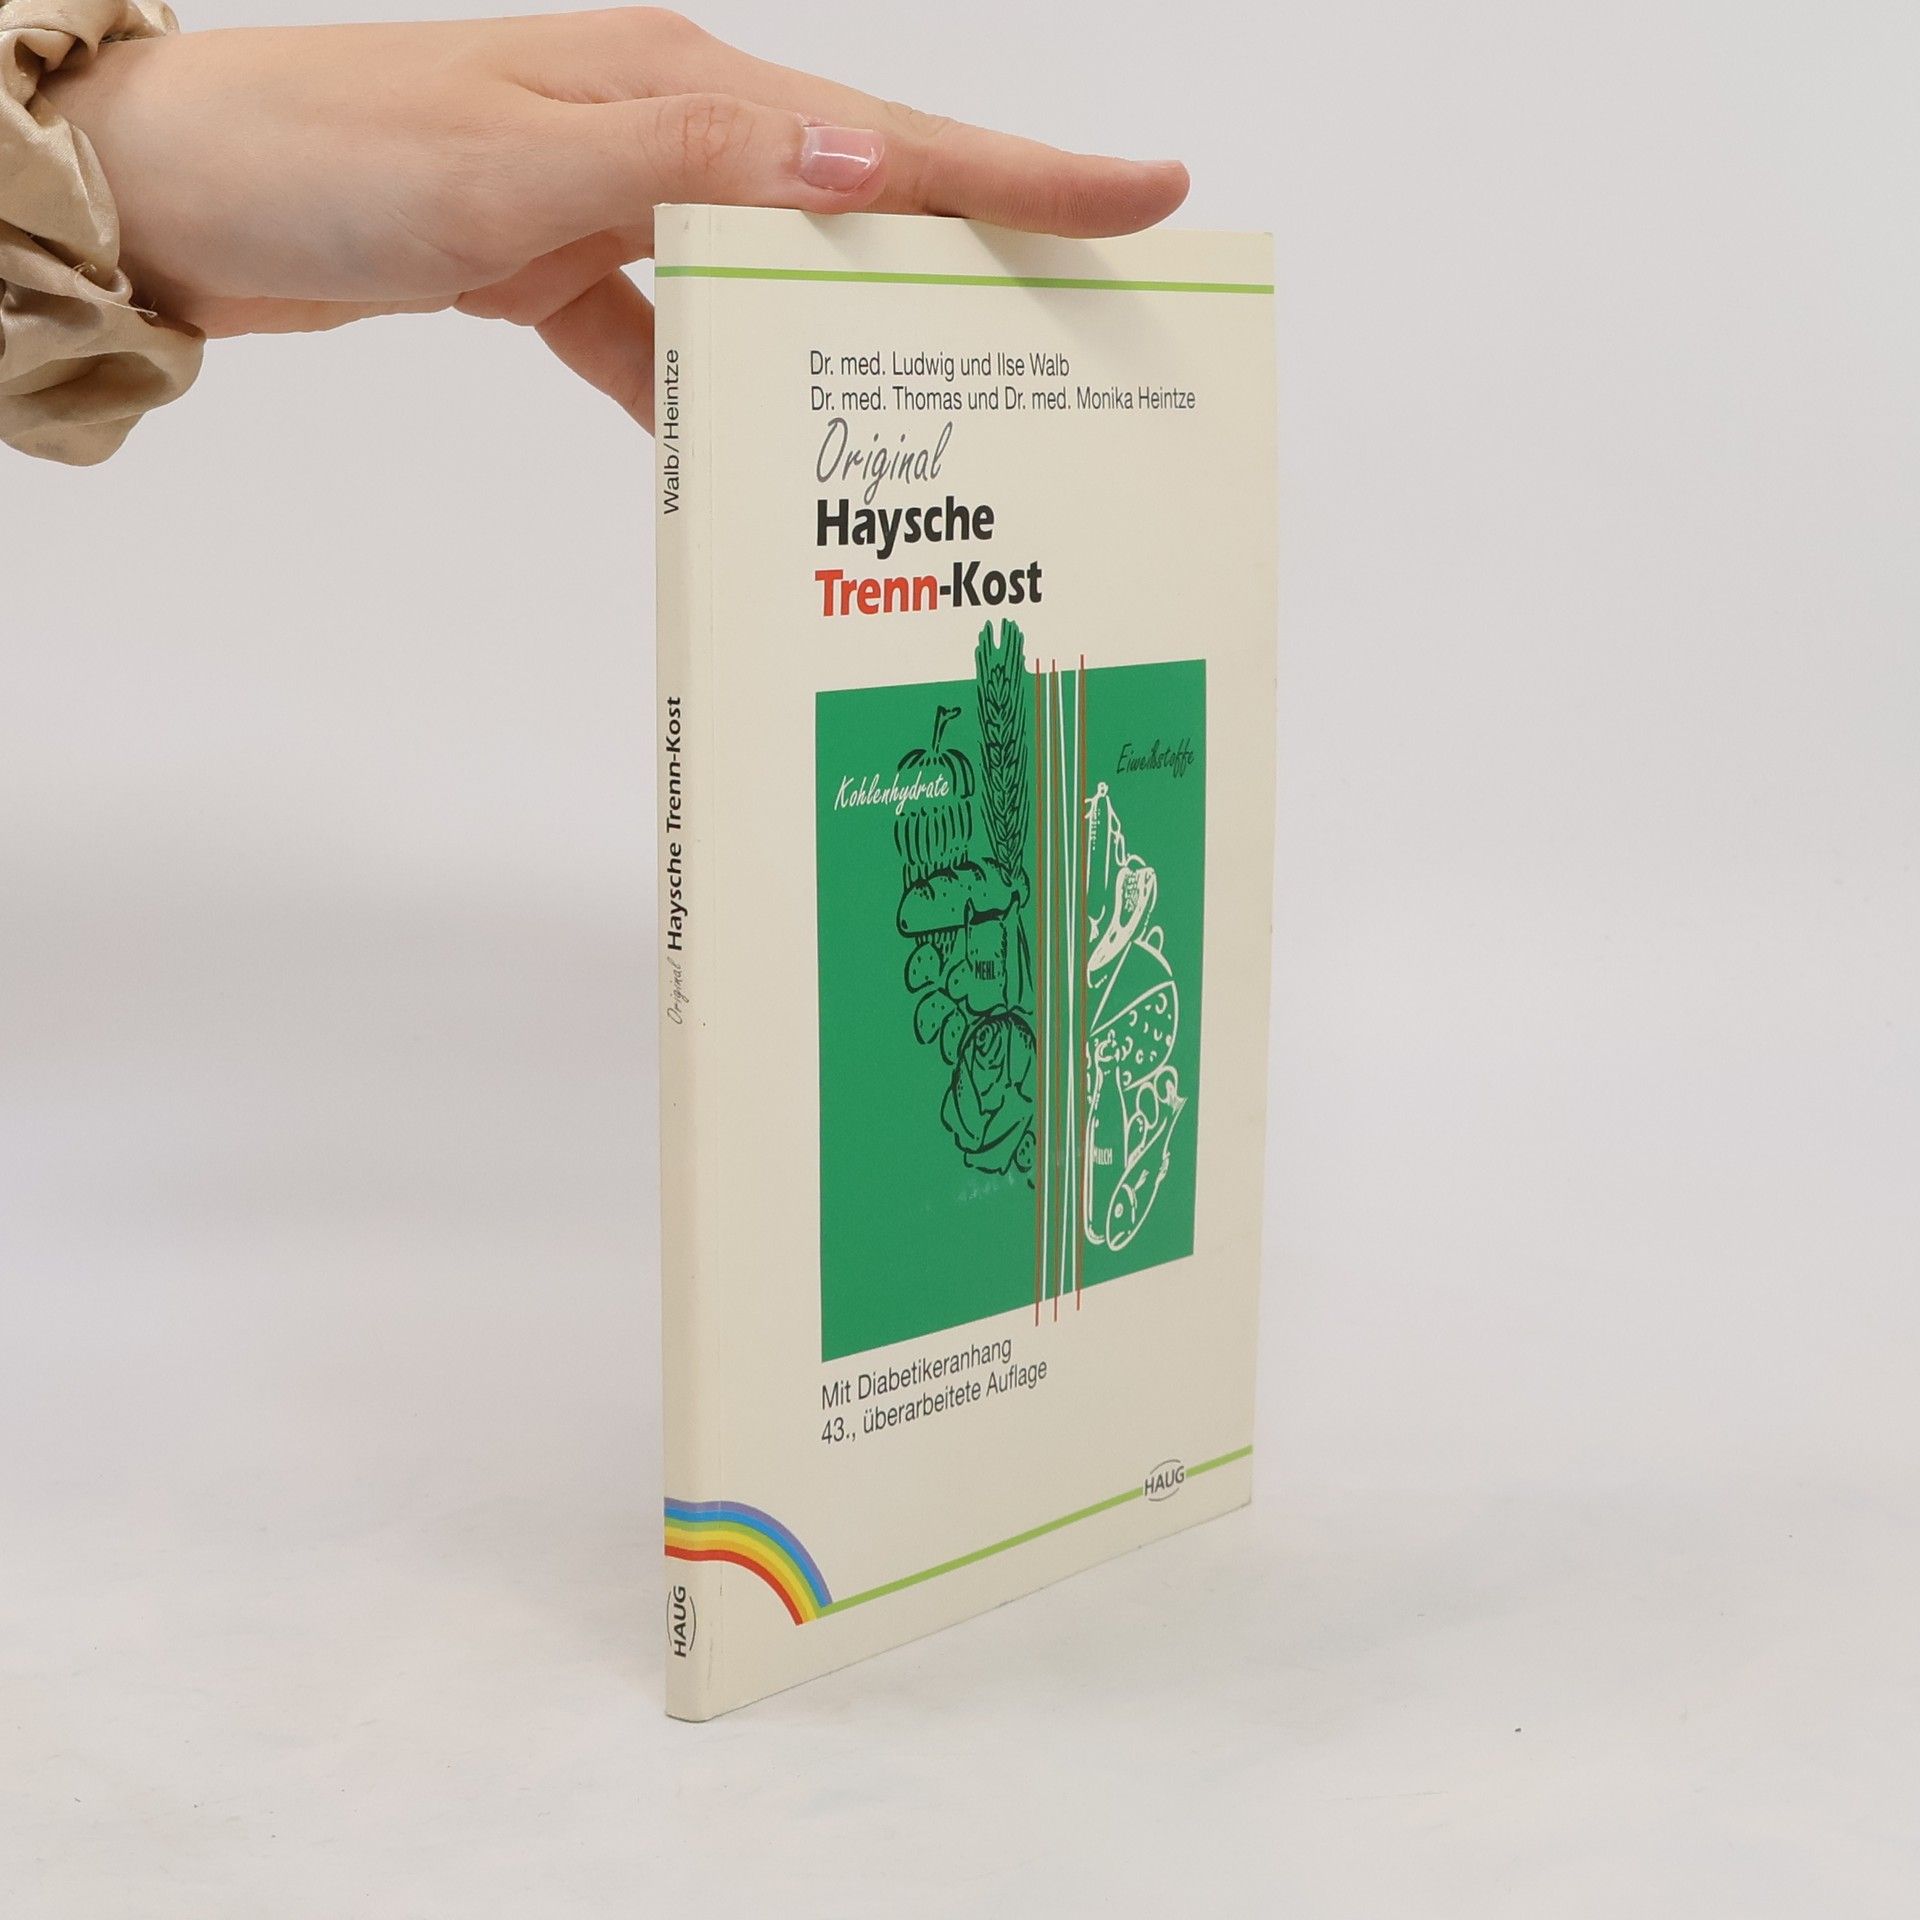 Walb/Heintze
Original Haysche Trenn-Kost
HAUG
Dr. med. Ludwig und Ilse Walb
Dr. med. Thomas und Dr. med. Monika Heintze
Original
Haysche
Trenn-Kost
Kohlenhydrate
Eiweißstoffe
MEHL
MILCH
Mit Diabetikeranhang
43., überarbeitete Auflage
HAUG